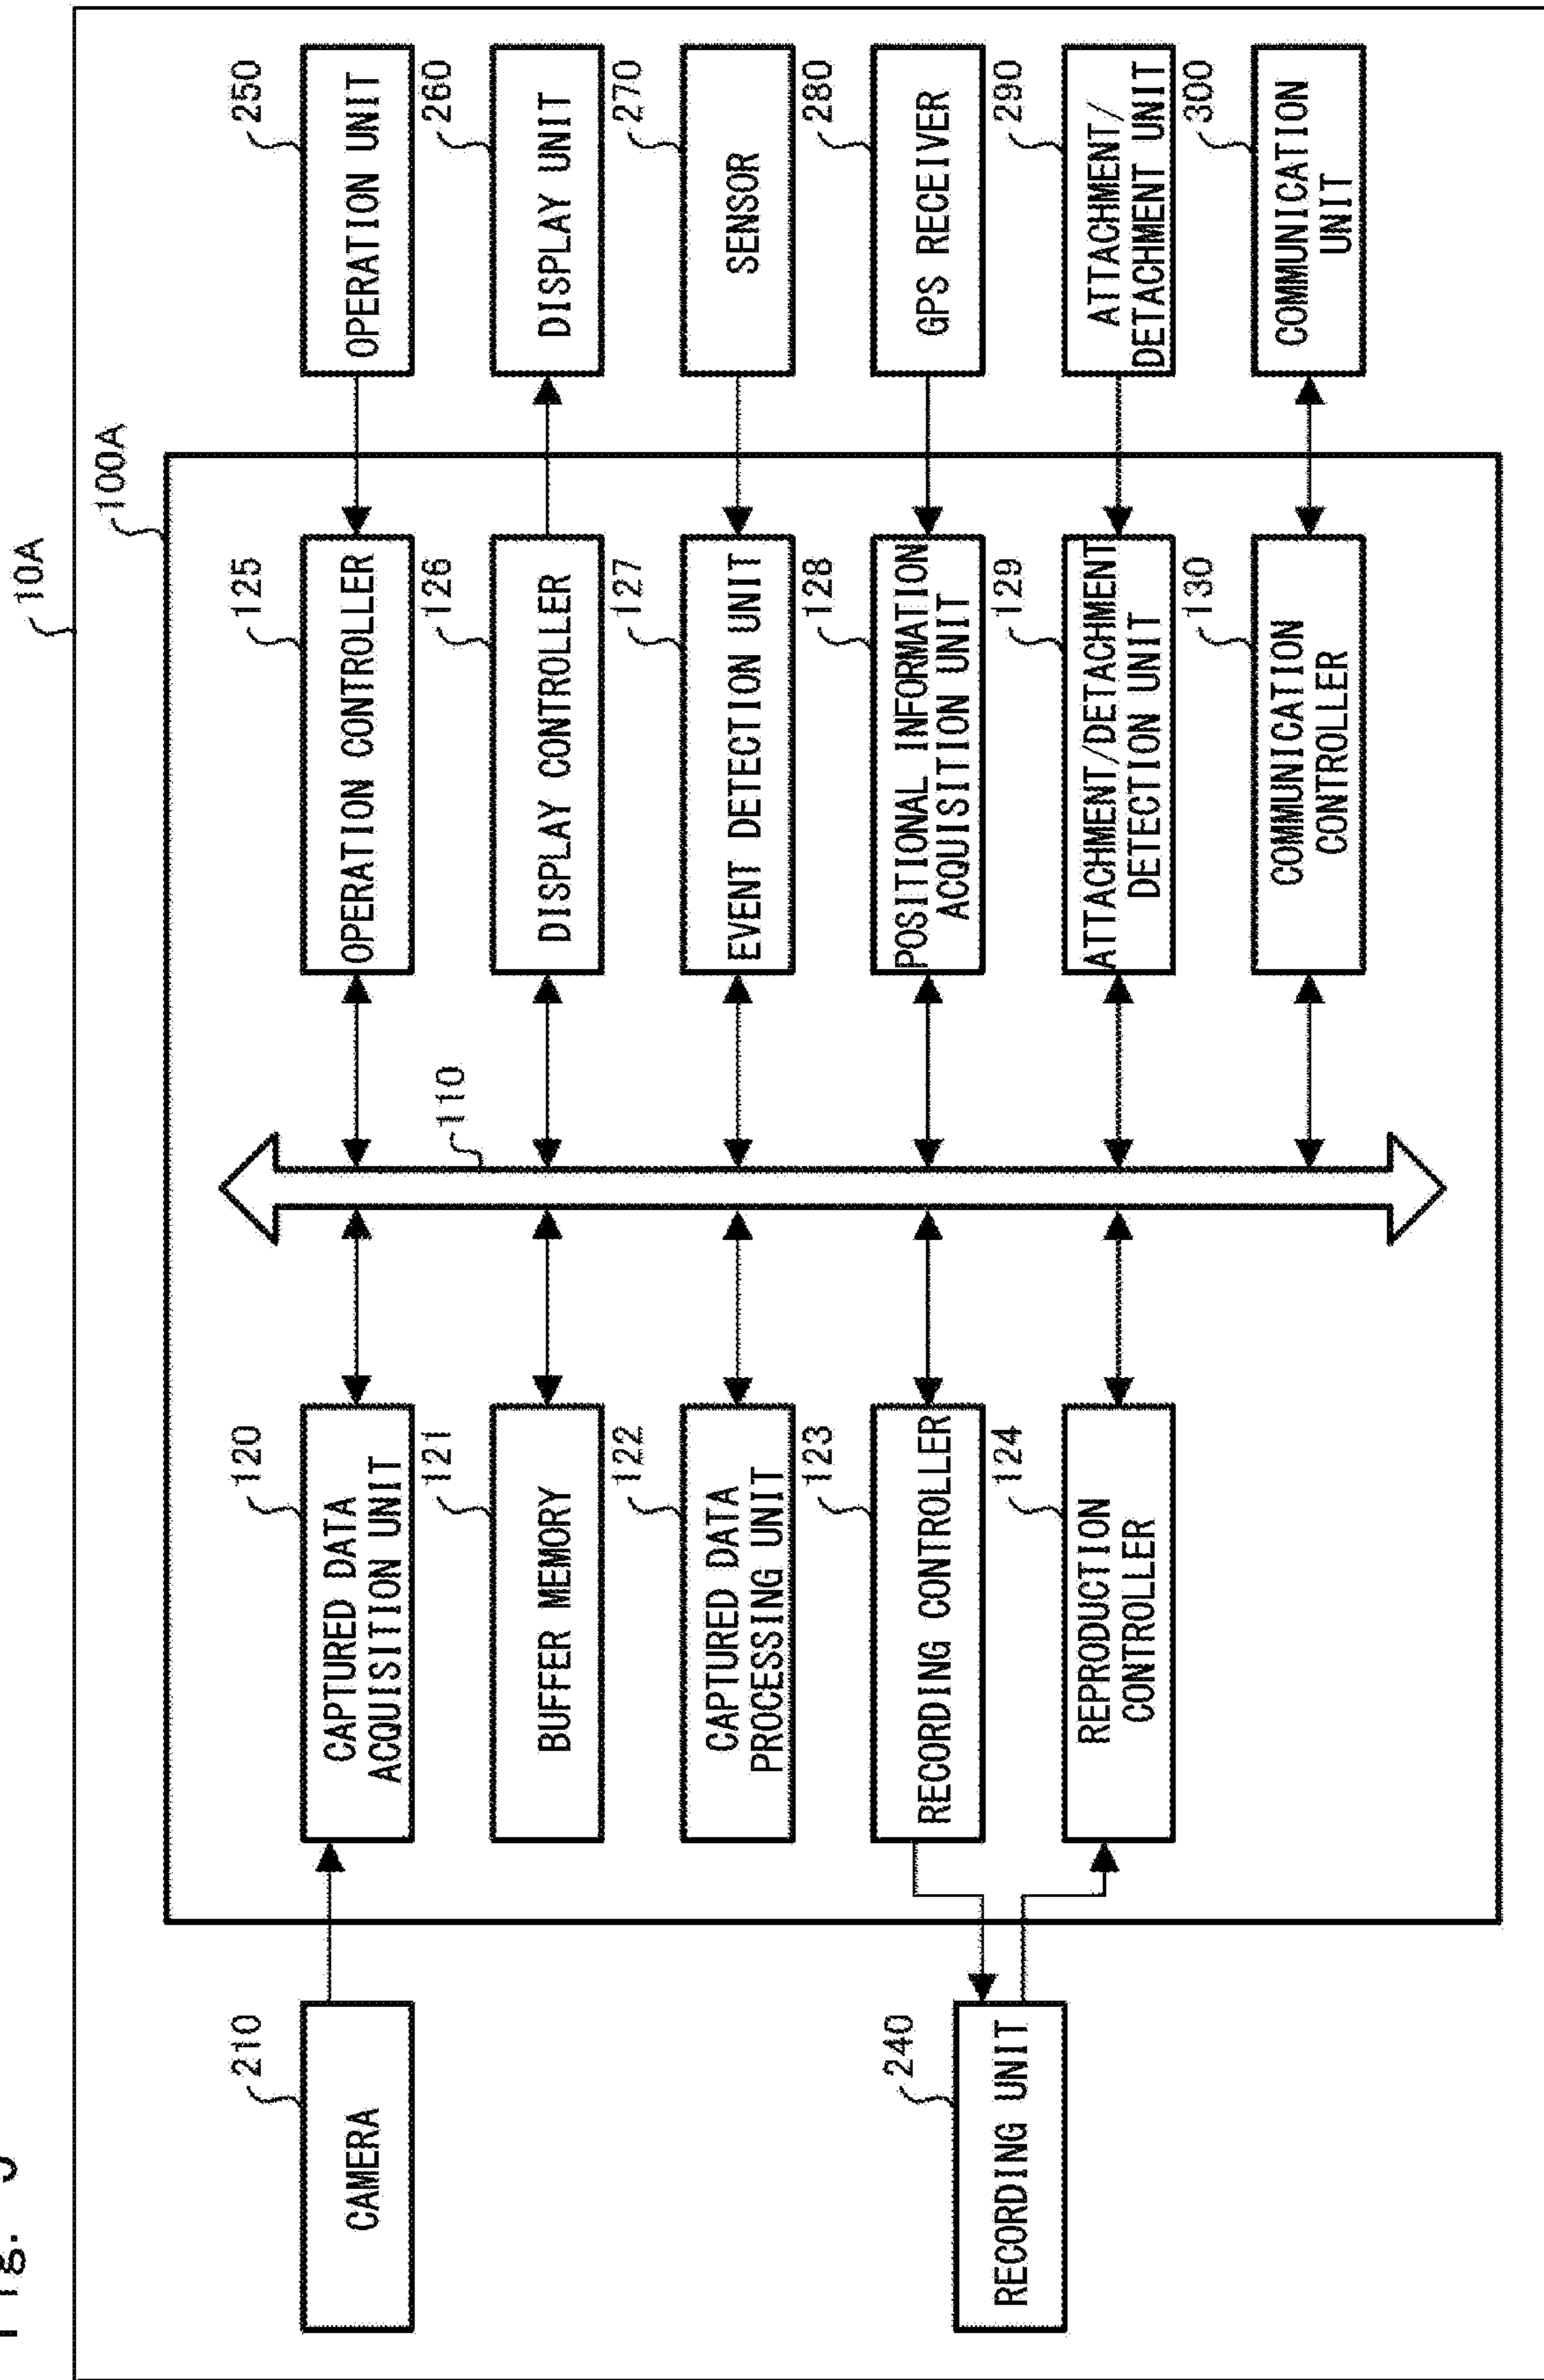 10A
100A
210
CAMERA
240
RECORDING UNIT
120
CAPTURED DATA
ACQUISITION UNIT
121
BUFFER MEMORY
122
CAPTURED DATA
PROCESSING UNIT
123
RECORDING CONTROLLER
124
REPRODUCTION
CONTROLLER
110
125
OPERATION CONTROLLER
126
DISPLAY CONTROLLER
127
EVENT DETECTION UNIT
128
POSITIONAL INFORMATION
ACQUISITION UNIT
129
ATTACHMENT/DETACHMENT
DETECTION UNIT
130
COMMUNICATION
CONTROLLER
250
OPERATION UNIT
260
DISPLAY UNIT
270
SENSOR
280
GPS RECEIVER
290
ATTACHMENT/
DETACHMENT UNIT
300
COMMUNICATION
UNIT